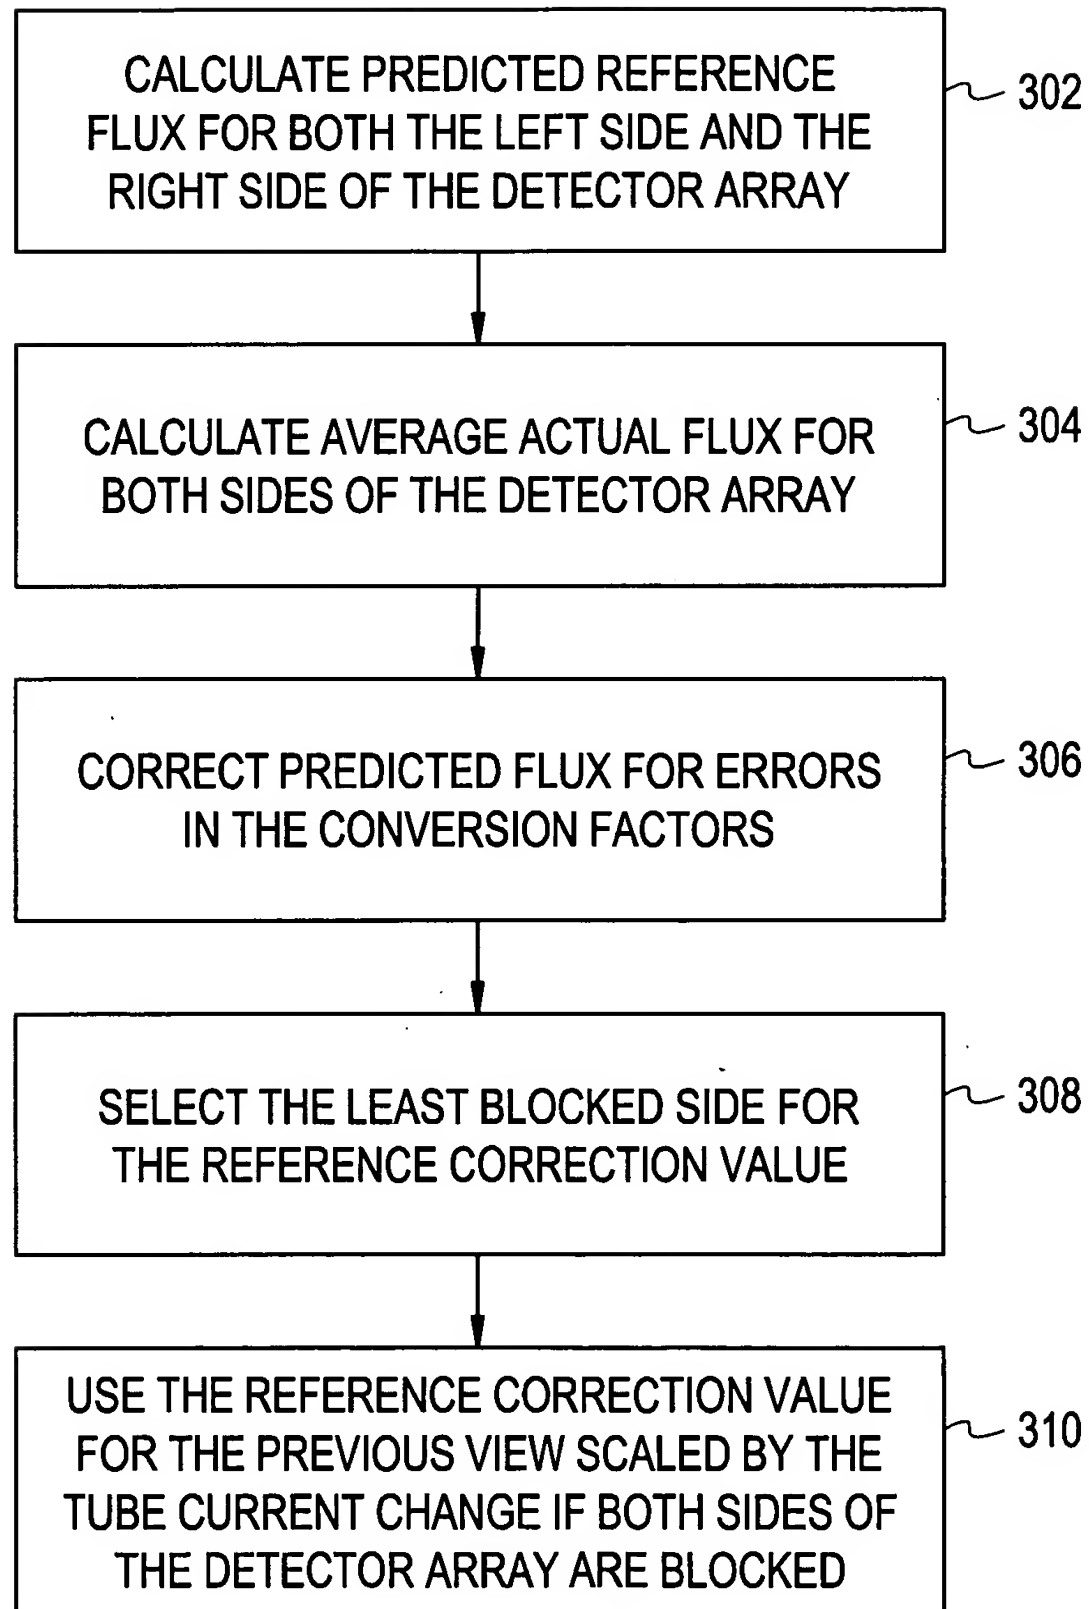 CALCULATE PREDICTED REFERENCE
FLUX FOR BOTH THE LEFT SIDE AND THE
RIGHT SIDE OF THE DETECTOR ARRAY
302
CALCULATE AVERAGE ACTUAL FLUX FOR
BOTH SIDES OF THE DETECTOR ARRAY
304
CORRECT PREDICTED FLUX FOR ERRORS
IN THE CONVERSION FACTORS
306
SELECT THE LEAST BLOCKED SIDE FOR
THE REFERENCE CORRECTION VALUE
308
USE THE REFERENCE CORRECTION VALUE
FOR THE PREVIOUS VIEW SCALED BY THE
TUBE CURRENT CHANGE IF BOTH SIDES OF
THE DETECTOR ARRAY ARE BLOCKED
310